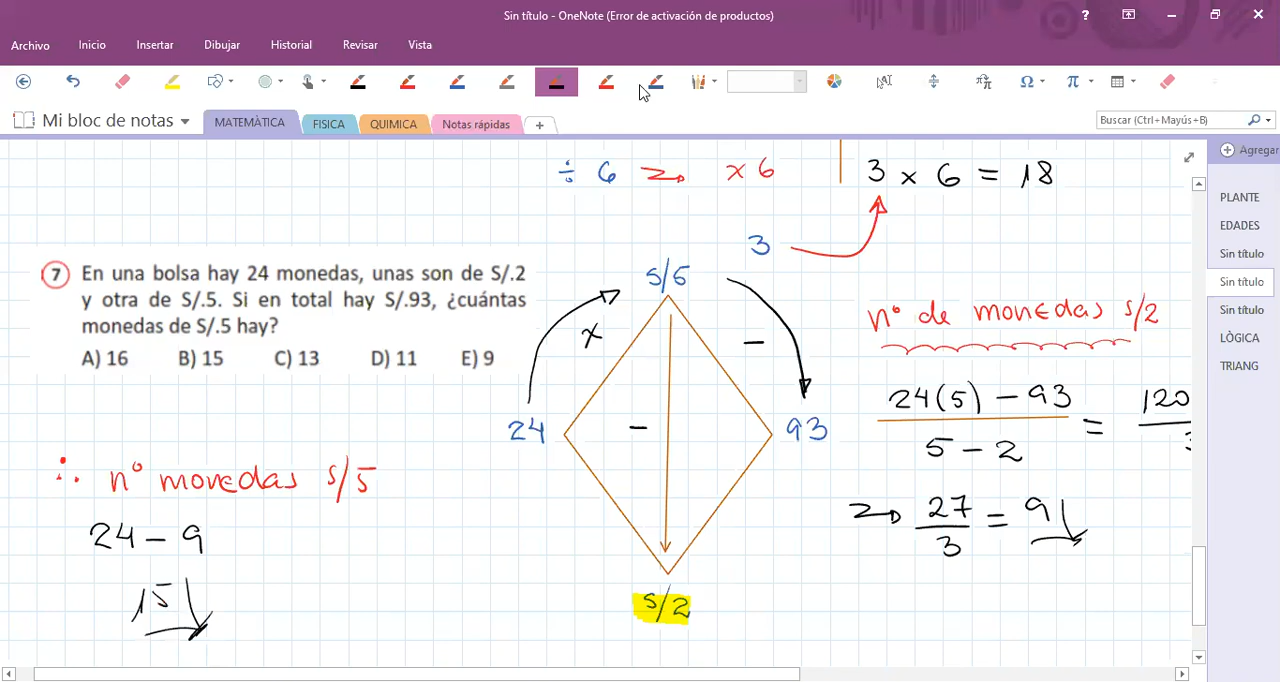 Sin título - OneNote (Error de activación de productos)
?
Archivo Inicio Insertar Dibujar Historial Revisar Vista
Mi bloc de notas MATEMÀTICA FISICA QUIMICA Notas rápidas +
Buscar (Ctrl+Mayús+B)
Agregar
PLANTE
EDADES
Sin título
Sin título
Sin título
LÒGICA
TRIANG
÷ 6 x 6
3 x 6 = 18
3
7 En una bolsa hay 24 monedas, unas son de S/.2
y otra de S/.5. Si en total hay S/.93, ¿cuántas
monedas de S/.5 hay?
A) 16 B) 15 C) 13 D) 11 E) 9
S/5
x
−
24
−
93
S/2
nº de monedas s/2
24(5) − 93
5 − 2
= 120
27
3
= 9
∴ nº monedas s/5
24 − 9
15